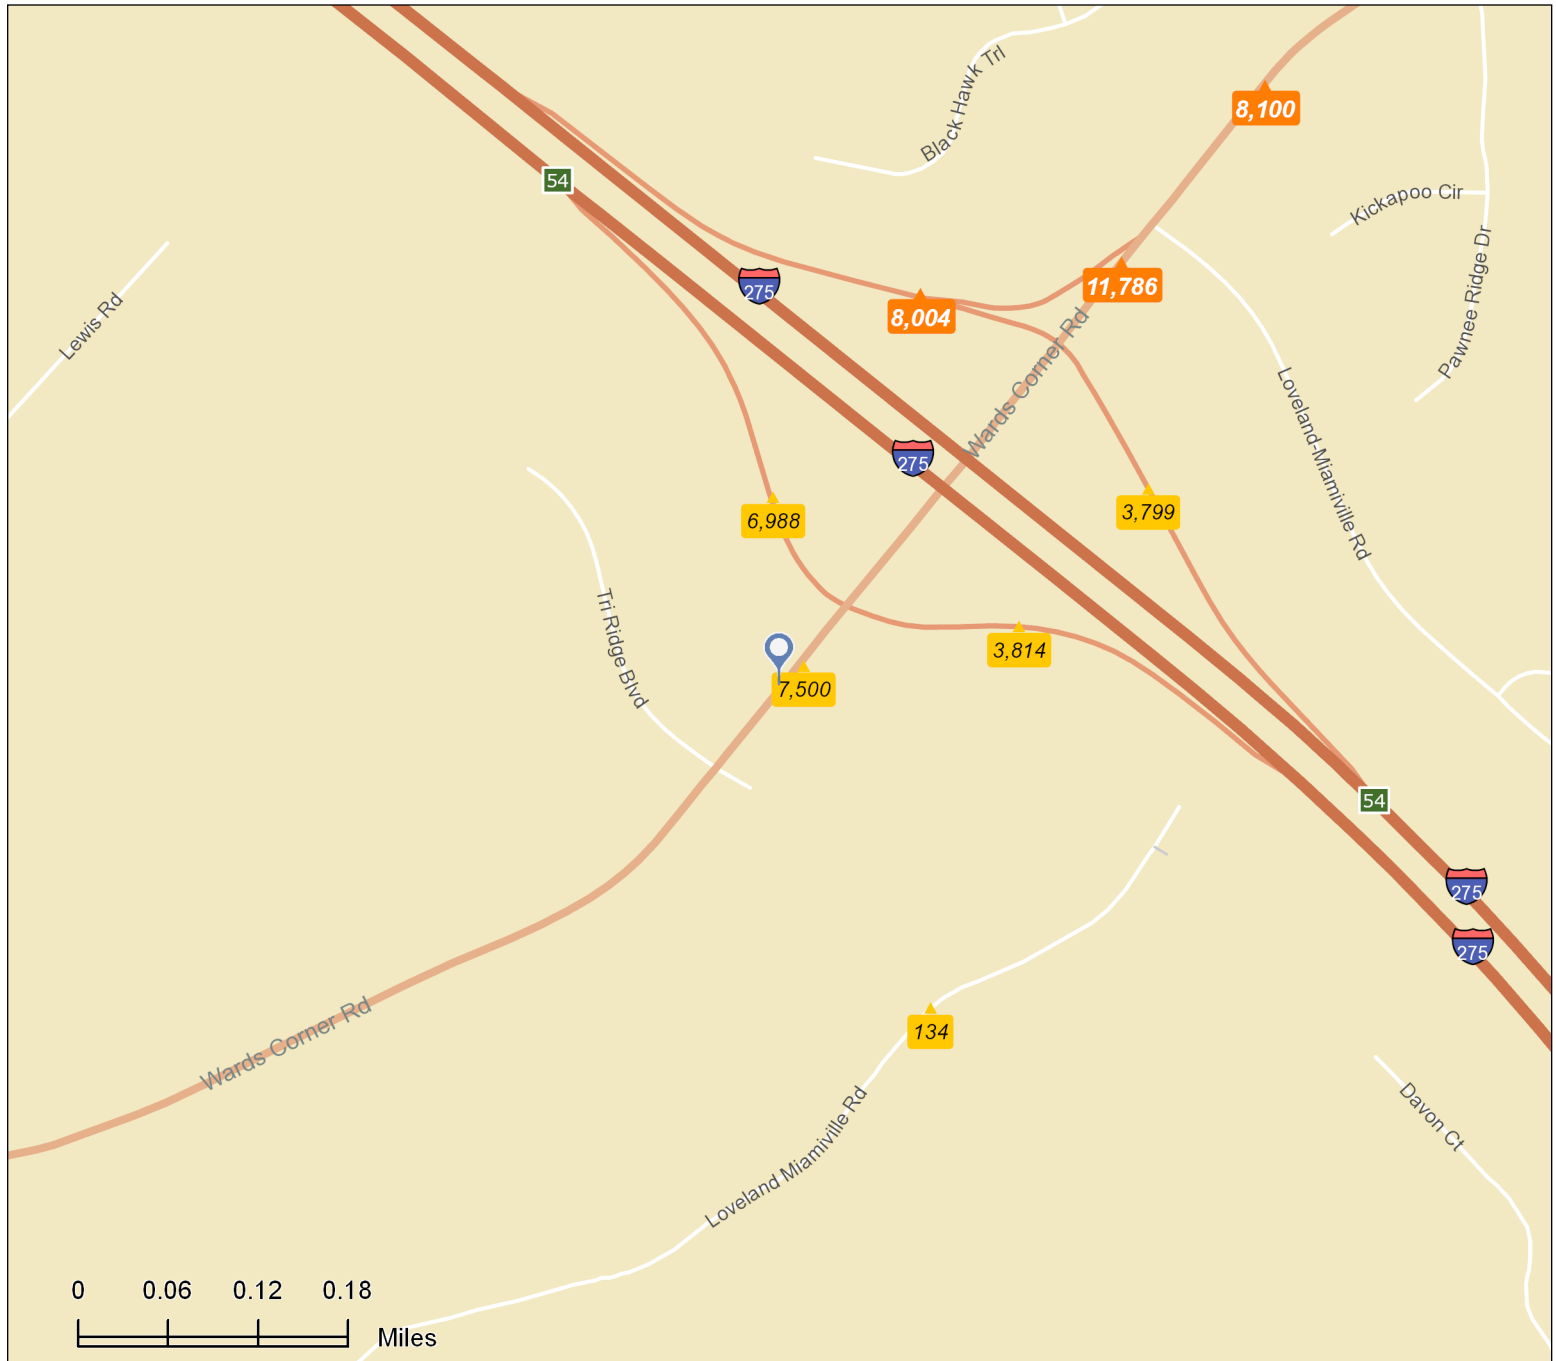 Black Hawk Trl
8,100
54
Kickapoo Cir
Pawnee Ridge Dr
275
11,786
8,004
Lewis Rd
Wards Corner Rd
275
Loveland-Miamiville Rd
6,988
3,799
Tri Ridge Blvd
3,814
7,500
54
275
275
134
Wards Corner Rd
Loveland Miamiville Rd
Davon Ct
0 0.06 0.12 0.18
Miles